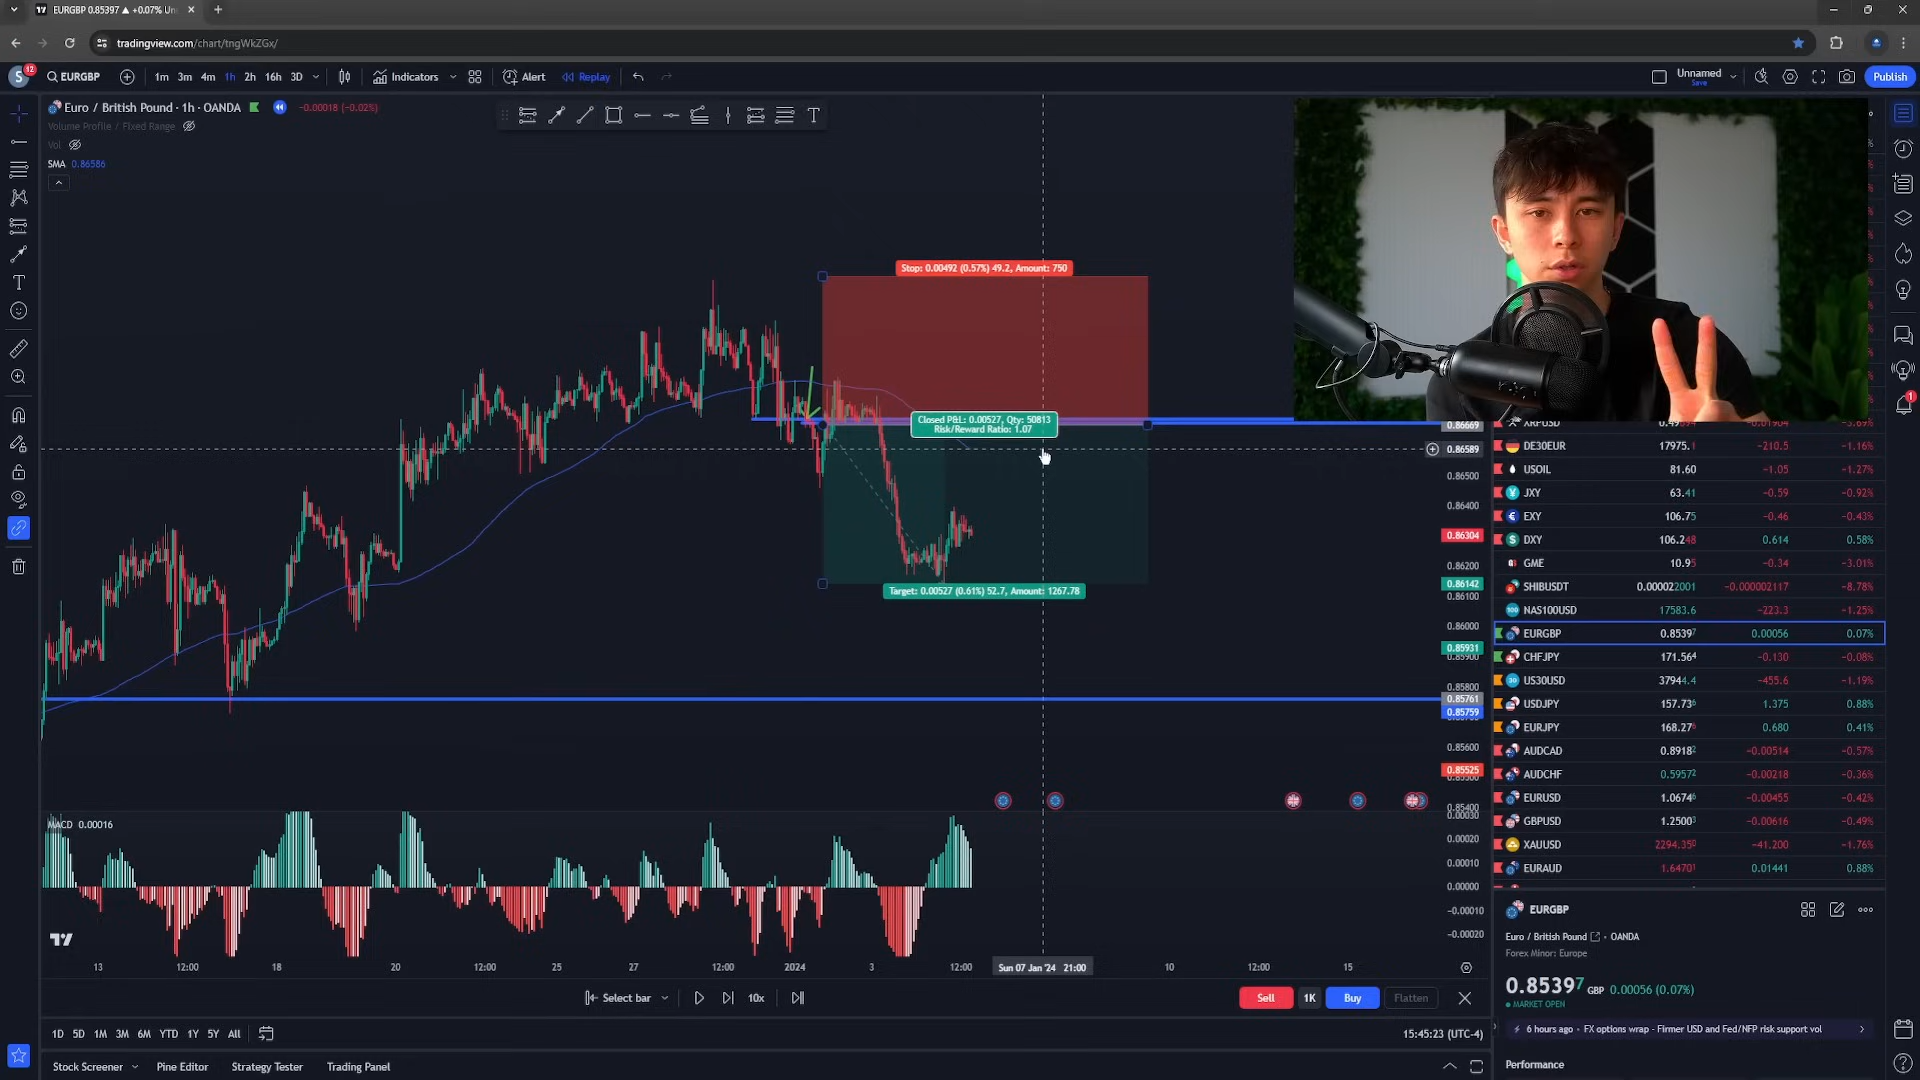 EURGBP 0.85397 ▲ +0.07% Un
tradingview.com/chart/tngWkZGx/
S 12 EURGBP 1m 3m 4m 1h 2h 16h 3D Indicators Alert Replay Unnamed Save Publish
Euro / British Pound · 1h · OANDA −0.00018 (−0.02%)
Volume Profile / Fixed Range
Vol
SMA 0.86586
T
Stop: 0.00492 (0.57%) 49.2, Amount: 750
Closed P&L: 0.00527, Qty: 50813
Risk/Reward Ratio: 1.07
Target: 0.00527 (0.61%) 52.7, Amount: 1267.78
0.86669
0.86589
0.86500
0.86400
0.86304
0.86200
0.86142
0.86100
0.86000
0.85931
0.85900
0.85800
0.85761
0.85759
0.85600
0.85525
0.85400
0.00030
0.00020
0.00010
0.00000
−0.00010
−0.00020
MACD 0.00016
13 12:00 18 20 12:00 25 27 12:00 2024 3 12:00 Sun 07 Jan '24 21:00 10 12:00 15
Select bar 10x Sell 1K Buy Flatten
1D 5D 1M 3M 6M YTD 1Y 5Y All 15:45:23 (UTC-4)
Stock Screener Pine Editor Strategy Tester Trading Panel
XRPUSD
DE30EUR 17975.1 −210.5 −1.16%
USOIL 81.60 −1.05 −1.27%
JXY 63.41 −0.59 −0.92%
EXY 106.75 −0.46 −0.43%
DXY 106.248 0.614 0.58%
GME 10.95 −0.34 −3.01%
SHIBUSDT 0.000022001 −0.000002117 −8.78%
NAS100USD 17583.6 −223.3 −1.25%
EURGBP 0.85397 0.00056 0.07%
CHFJPY 171.564 −0.130 −0.08%
US30USD 37944.4 −455.6 −1.19%
USDJPY 157.736 1.375 0.88%
EURJPY 168.276 0.680 0.41%
AUDCAD 0.89182 −0.00514 −0.57%
AUDCHF 0.59572 −0.00218 −0.36%
EURUSD 1.06746 −0.00455 −0.42%
GBPUSD 1.25003 −0.00616 −0.49%
XAUUSD 2294.350 −41.200 −1.76%
EURAUD 1.64701 0.01441 0.88%
EURGBP
Euro / British Pound · OANDA
Forex Minor: Europe
0.85397 GBP 0.00056 (0.07%)
MARKET OPEN
6 hours ago · FX options wrap - Firmer USD and Fed/NFP risk support vol
Performance